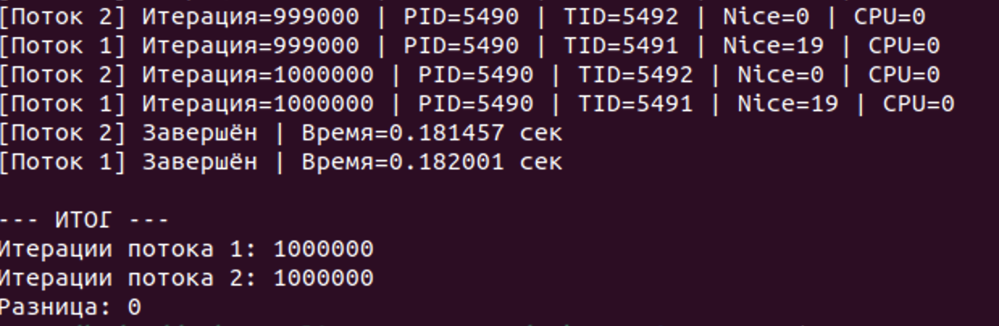 [Поток 2] Итерация=999000 | PID=5490 | TID=5492 | Nice=0 | CPU=0
[Поток 1] Итерация=999000 | PID=5490 | TID=5491 | Nice=19 | CPU=0
[Поток 2] Итерация=1000000 | PID=5490 | TID=5492 | Nice=0 | CPU=0
[Поток 1] Итерация=1000000 | PID=5490 | TID=5491 | Nice=19 | CPU=0
[Поток 2] Завершён | Время=0.181457 сек
[Поток 1] Завершён | Время=0.182001 сек
--- ИТОГ ---
Итерации потока 1: 1000000
Итерации потока 2: 1000000
Разница: 0